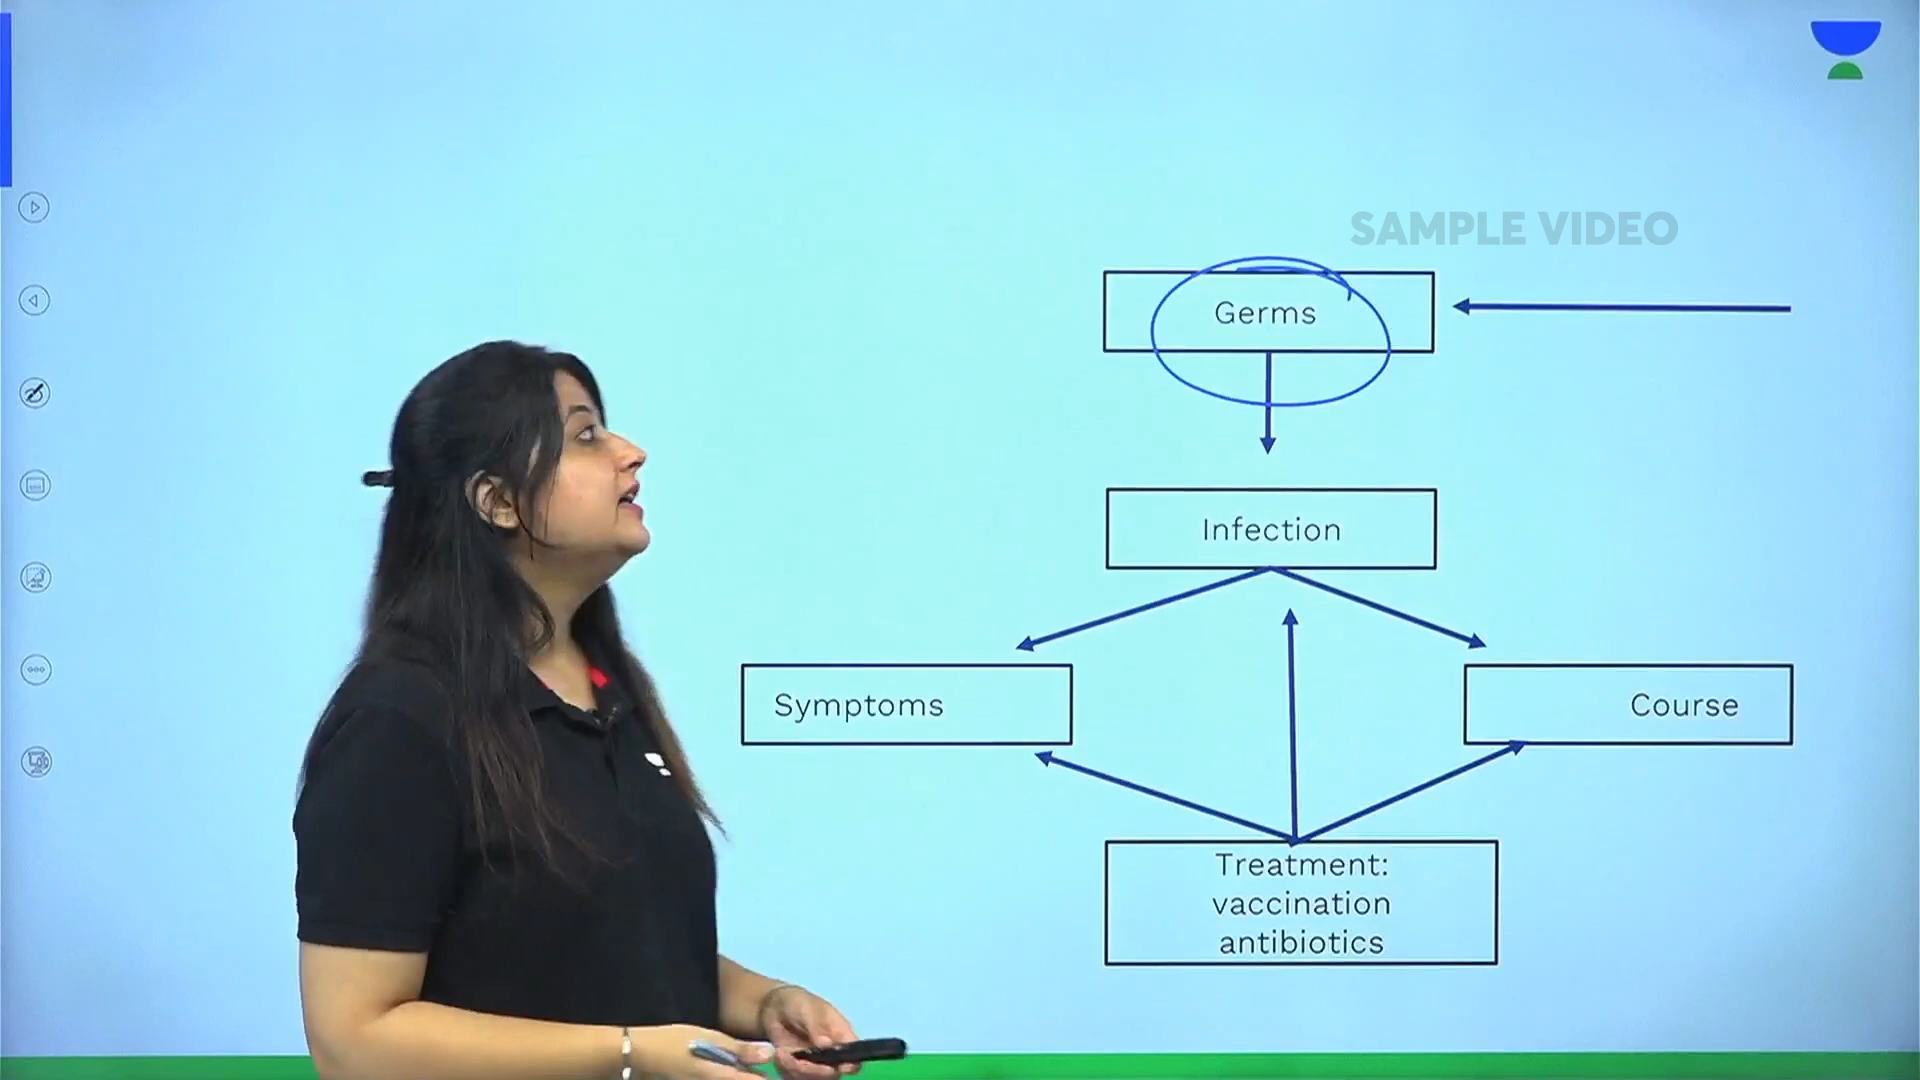 SAMPLE VIDEO
Germs
Infection
Symptoms
Course
Treatment:
vaccination
antibiotics